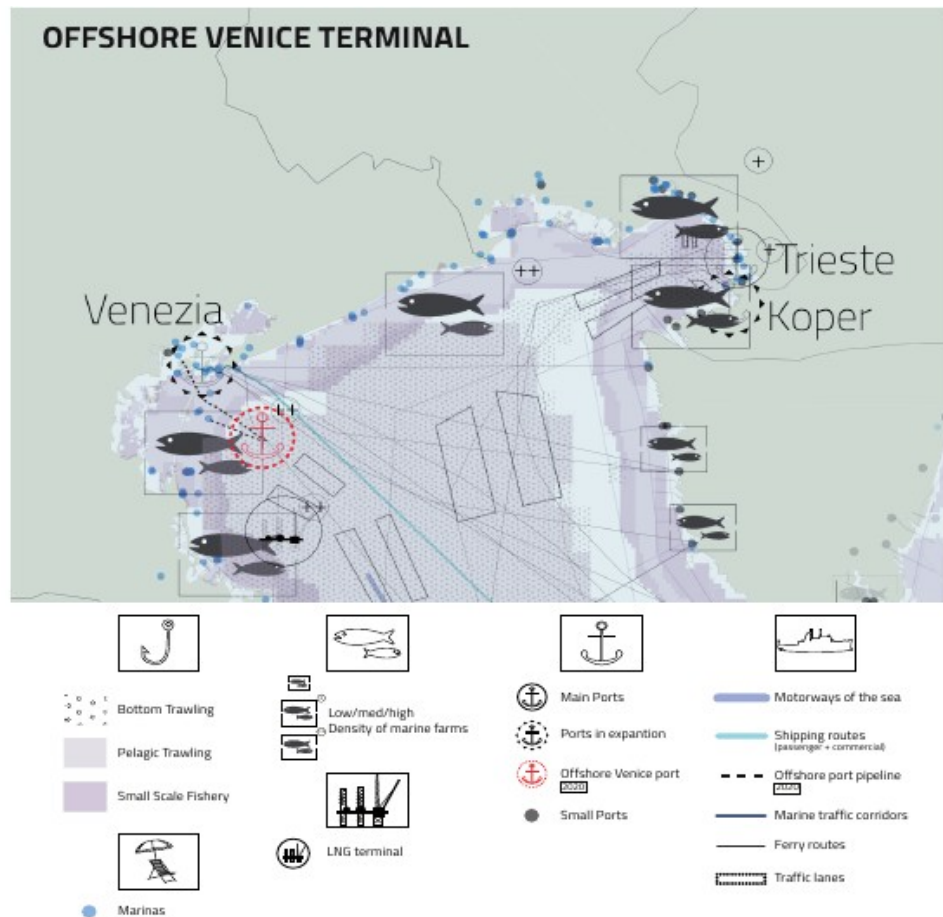 OFFSHORE VENICE TERMINAL
+
+
++
Trieste
Venezia
Koper
++
++
Bottom Trawling
Pelagic Trawling
Small Scale Fishery
Marinas
Low/med/high
Density of marine farms
LNG terminal
Main Ports
Ports in expantion
Offshore Venice port
2020
Small Ports
Motorways of the sea
Shipping routes
(passenger + commercial)
Offshore port pipeline
2020
Marine traffic corridors
Ferry routes
Traffic lanes